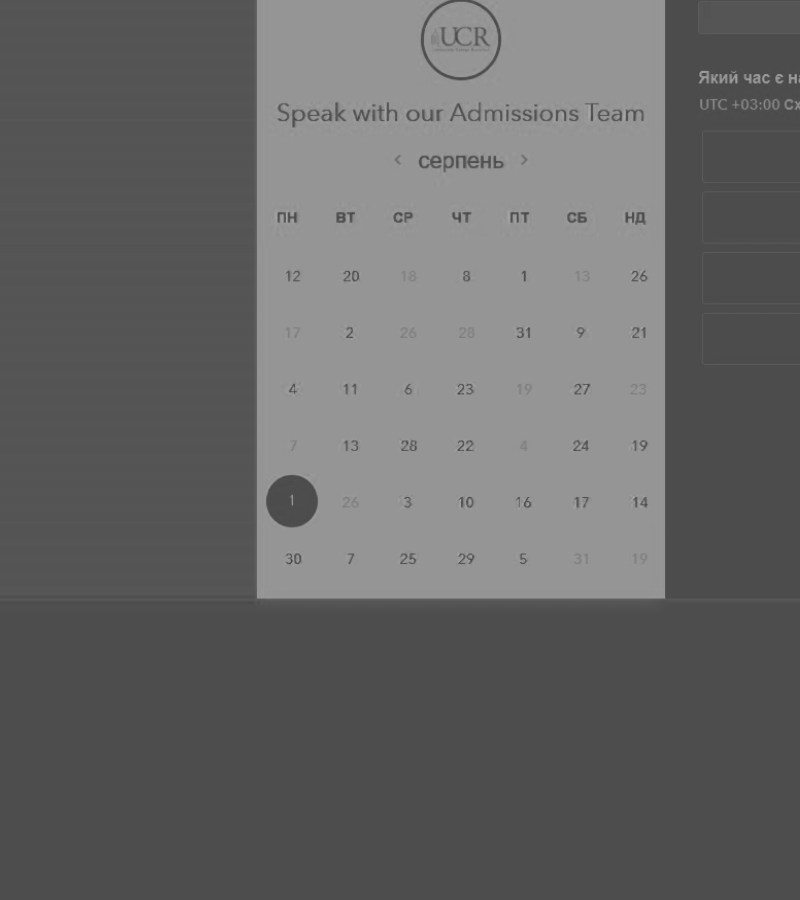 UCR
Speak with our Admissions Team
‹ серпень ›
ПН ВТ СР ЧТ ПТ СБ НД
12 20 18 8 1 13 26
17 2 26 28 31 9 21
4 11 6 23 19 27 23
7 13 28 22 4 24 19
1 26 3 10 16 17 14
30 7 25 29 5 31 19
Який час є
UTC +03:00